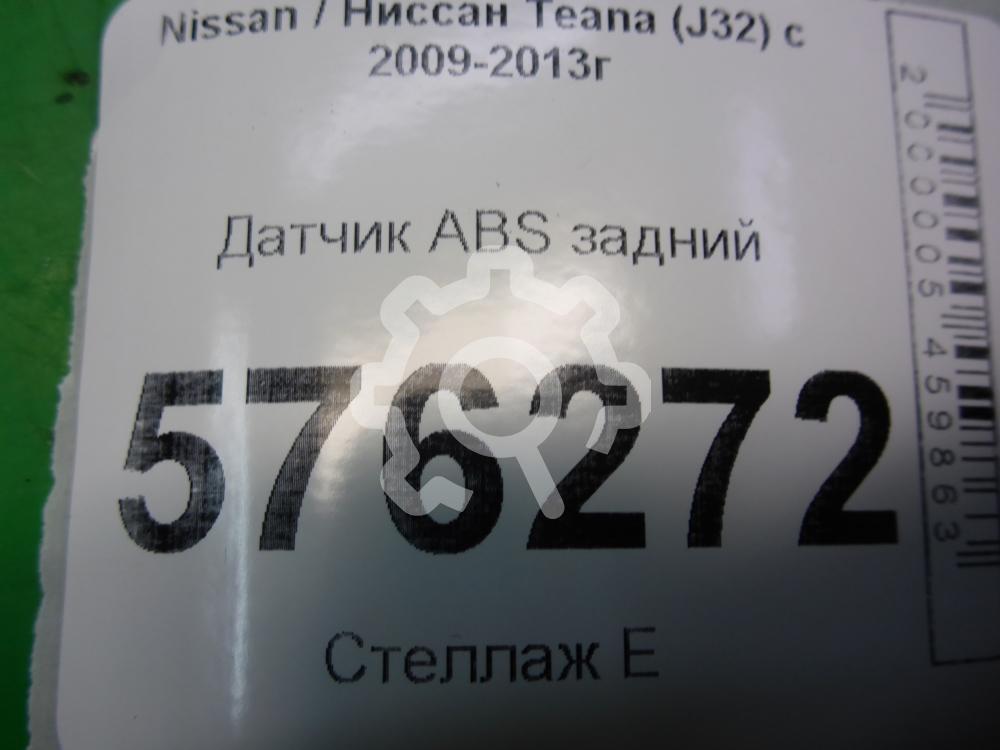 Nissan / Ниссан Teana (J32) с
2009-2013г
Датчик ABS задний
576272
Стеллаж Е
2000005459863